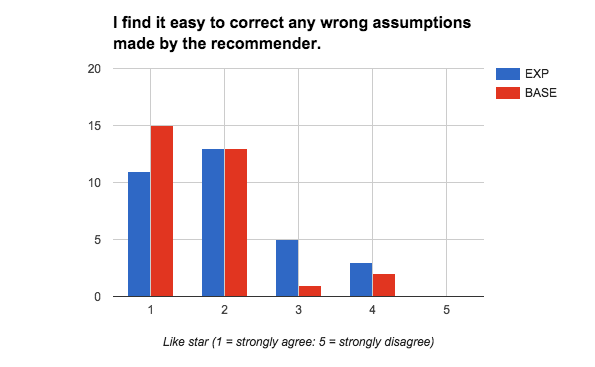 I find it easy to correct any wrong assumptions
made by the recommender.
20
15
10
5
0
EXP
BASE
1 2 3 4 5
Like star (1 = strongly agree: 5 = strongly disagree)